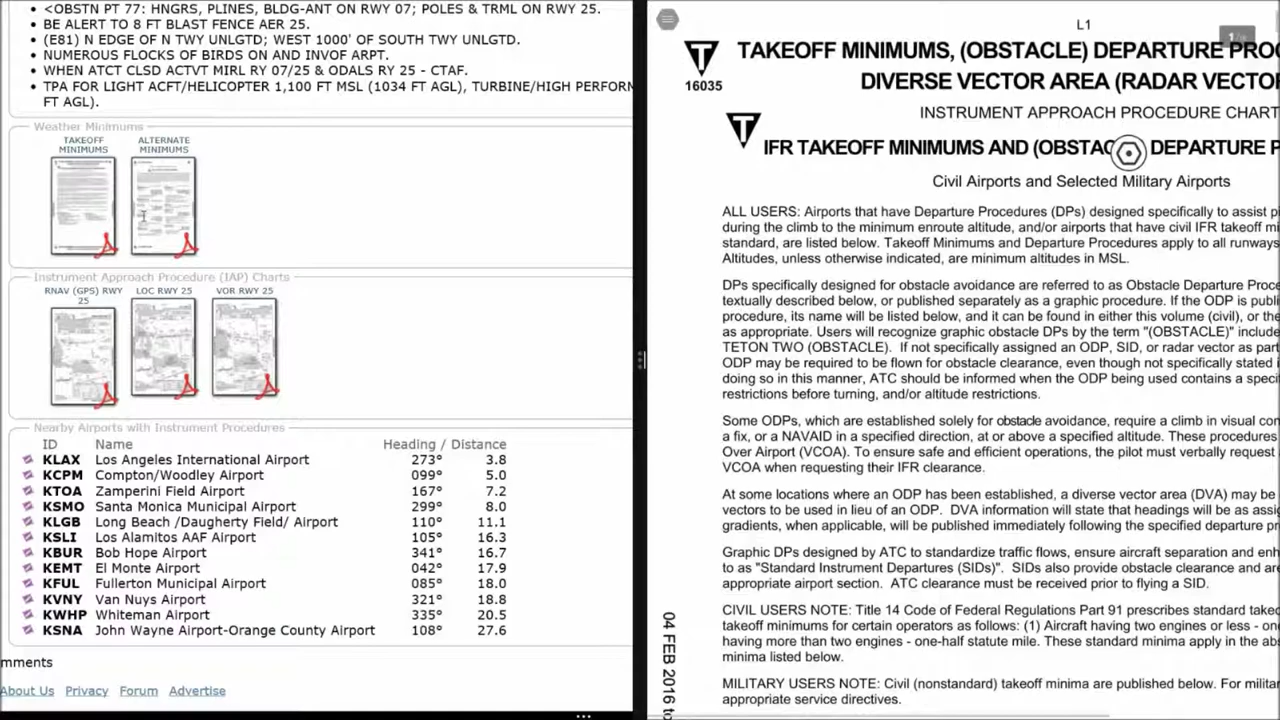 <OBSTN PT 77: HNGRS, PLINES, BLDG-ANT ON RWY 07; POLES & TRML ON RWY 25.
BE ALERT TO 8 FT BLAST FENCE AER 25.
(E81) N EDGE OF N TWY UNLGTD; WEST 1000' OF SOUTH TWY UNLGTD.
NUMEROUS FLOCKS OF BIRDS ON AND INVOF ARPT.
WHEN ATCT CLSD ACTVT MIRL RY 07/25 & ODALS RY 25 - CTAF.
TPA FOR LIGHT ACFT/HELICOPTER 1,100 FT MSL (1034 FT AGL), TURBINE/HIGH PERFORM
FT AGL).
Weather Minimums
TAKEOFF
MINIMUMS
ALTERNATE
MINIMUMS
Instrument Approach Procedure (IAP) Charts
RNAV (GPS) RWY
25
LOC RWY 25
VOR RWY 25
Nearby Airports with Instrument Procedures
ID Name Heading / Distance
KLAX Los Angeles International Airport 273° 3.8
KCPM Compton/Woodley Airport 099° 5.0
KTOA Zamperini Field Airport 167° 7.2
KSMO Santa Monica Municipal Airport 299° 8.0
KLGB Long Beach /Daugherty Field/ Airport 110° 11.1
KSLI Los Alamitos AAF Airport 105° 16.3
KBUR Bob Hope Airport 341° 16.7
KEMT El Monte Airport 042° 17.9
KFUL Fullerton Municipal Airport 085° 18.0
KVNY Van Nuys Airport 321° 18.8
KWHP Whiteman Airport 335° 20.5
KSNA John Wayne Airport-Orange County Airport 108° 27.6
mments
About Us Privacy Forum Advertise
L1
T
16035
TAKEOFF MINIMUMS, (OBSTACLE) DEPARTURE PROC
DIVERSE VECTOR AREA (RADAR VECTO
INSTRUMENT APPROACH PROCEDURE CHART
T
IFR TAKEOFF MINIMUMS AND (OBSTAC DEPARTURE P
Civil Airports and Selected Military Airports
ALL USERS: Airports that have Departure Procedures (DPs) designed specifically to assist p
during the climb to the minimum enroute altitude, and/or airports that have civil IFR takeoff mi
standard, are listed below. Takeoff Minimums and Departure Procedures apply to all runways
Altitudes, unless otherwise indicated, are minimum altitudes in MSL.
DPs specifically designed for obstacle avoidance are referred to as Obstacle Departure Proce
textually described below, or published separately as a graphic procedure. If the ODP is publ
procedure, its name will be listed below, and it can be found in either this volume (civil), or the
as appropriate. Users will recognize graphic obstacle DPs by the term "(OBSTACLE)" include
TETON TWO (OBSTACLE). If not specifically assigned an ODP, SID, or radar vector as part
ODP may be required to be flown for obstacle clearance, even though not specifically stated i
doing so in this manner, ATC should be informed when the ODP being used contains a specif
restrictions before turning, and/or altitude restrictions.
Some ODPs, which are established solely for obstacle avoidance, require a climb in visual con
a fix, or a NAVAID in a specified direction, at or above a specified altitude. These procedures
Over Airport (VCOA). To ensure safe and efficient operations, the pilot must verbally request
VCOA when requesting their IFR clearance.
At some locations where an ODP has been established, a diverse vector area (DVA) may be
vectors to be used in lieu of an ODP. DVA information will state that headings will be as assig
gradients, when applicable, will be published immediately following the specified departure pr
Graphic DPs designed by ATC to standardize traffic flows, ensure aircraft separation and enh
to as "Standard Instrument Departures (SIDs)". SIDs also provide obstacle clearance and are
appropriate airport section. ATC clearance must be received prior to flying a SID.
CIVIL USERS NOTE: Title 14 Code of Federal Regulations Part 91 prescribes standard takeo
takeoff minimums for certain operators as follows: (1) Aircraft having two engines or less - one
having more than two engines - one-half statute mile. These standard minima apply in the abs
minima listed below.
MILITARY USERS NOTE: Civil (nonstandard) takeoff minima are published below. For militar
appropriate service directives.
04 FEB 2016 to